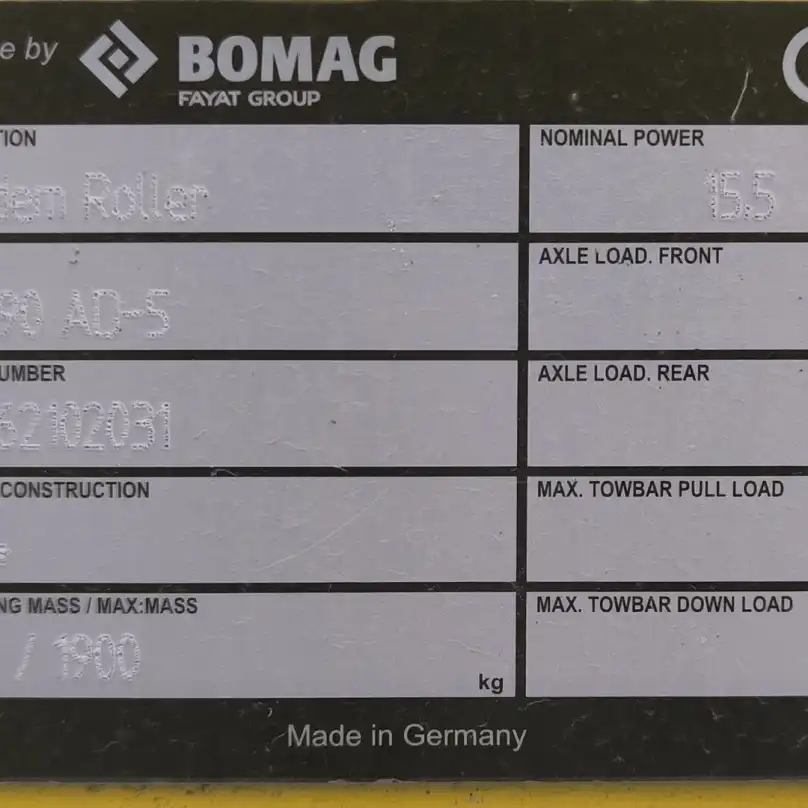 e by BOMAG
FAYAT GROUP
TION
dem Roller
NOMINAL POWER
15.5
90 AD-5
AXLE LOAD. FRONT
UMBER
62102031
AXLE LOAD. REAR
CONSTRUCTION
MAX. TOWBAR PULL LOAD
NG MASS / MAX:MASS
/ 1900
kg
MAX. TOWBAR DOWN LOAD
Made in Germany